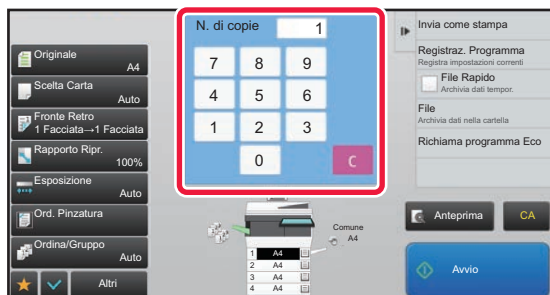 Originale
A4
Scelta Carta
Auto
Fronte Retro
1 Facciata→1 Facciata
Rapporto Ripr.
100%
Esposizione
Auto
Ord. Pinzatura
Ordina/Gruppo
Auto
Altri
N. di copie 1
7 8 9
4 5 6
1 2 3
0 C
Comune
A4
1 A4
2 A4
3 A4
4 A4
Invia come stampa
Registraz. Programma
Registra impostazioni correnti
File Rapido
Archivia dati tempor.
File
Archivia dati nella cartella
Richiama programma Eco
Anteprima
CA
Avvio